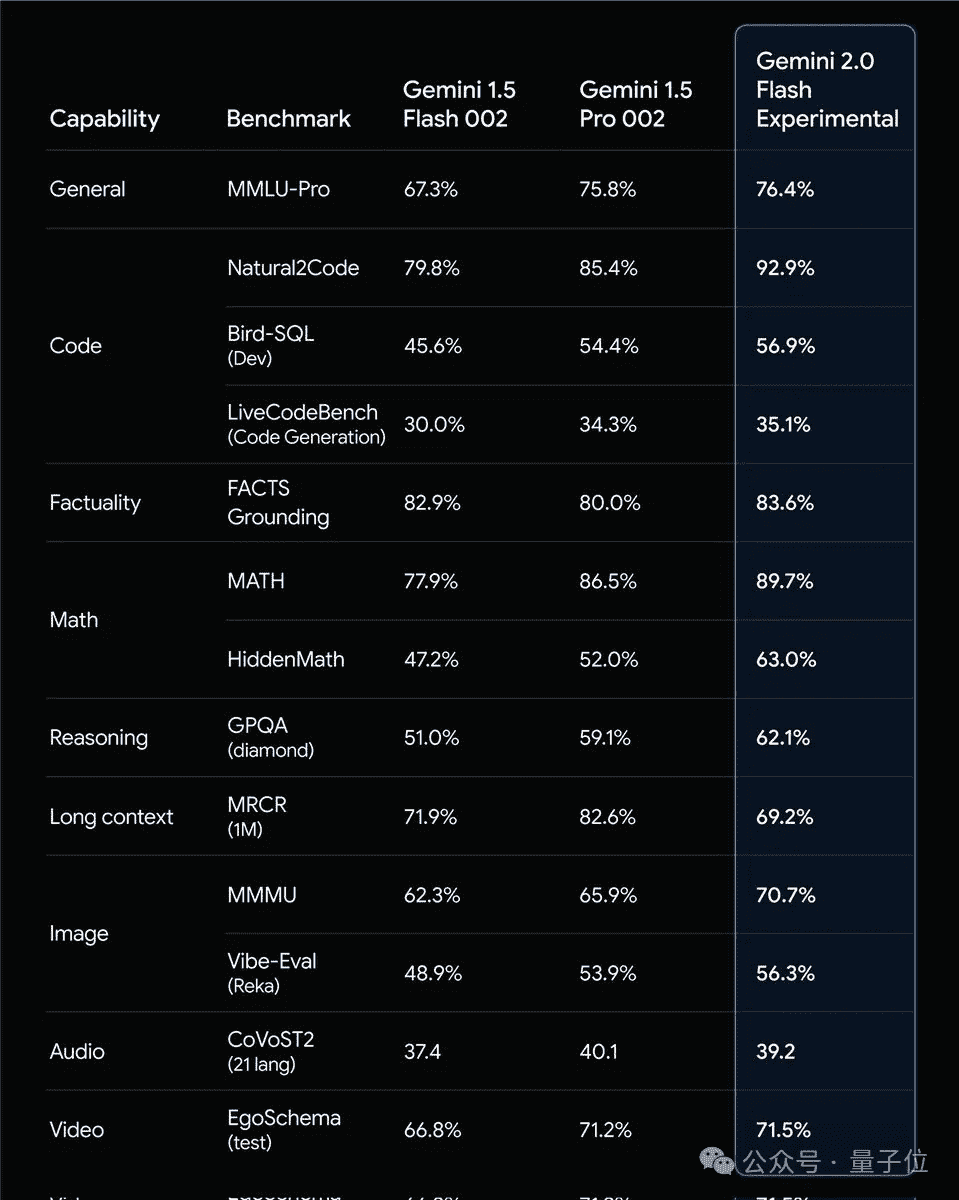 Capability
Benchmark
Gemini 1.5
Flash 002
Gemini 1.5
Pro 002
Gemini 2.0
Flash
Experimental
General
MMLU-Pro
67.3%
75.8%
76.4%
Code
Natural2Code
79.8%
85.4%
92.9%
Bird-SQL
(Dev)
45.6%
54.4%
56.9%
LiveCodeBench
(Code Generation)
30.0%
34.3%
35.1%
Factuality
FACTS
Grounding
82.9%
80.0%
83.6%
Math
MATH
77.9%
86.5%
89.7%
HiddenMath
47.2%
52.0%
63.0%
Reasoning
GPQA
(diamond)
51.0%
59.1%
62.1%
Long context
MRCR
(1M)
71.9%
82.6%
69.2%
Image
MMMU
62.3%
65.9%
70.7%
Vibe-Eval
(Reka)
48.9%
53.9%
56.3%
Audio
CoVoST2
(21 lang)
37.4
40.1
39.2
Video
EgoSchema
(test)
66.8%
71.2%
71.5%
公众号 · 量子位